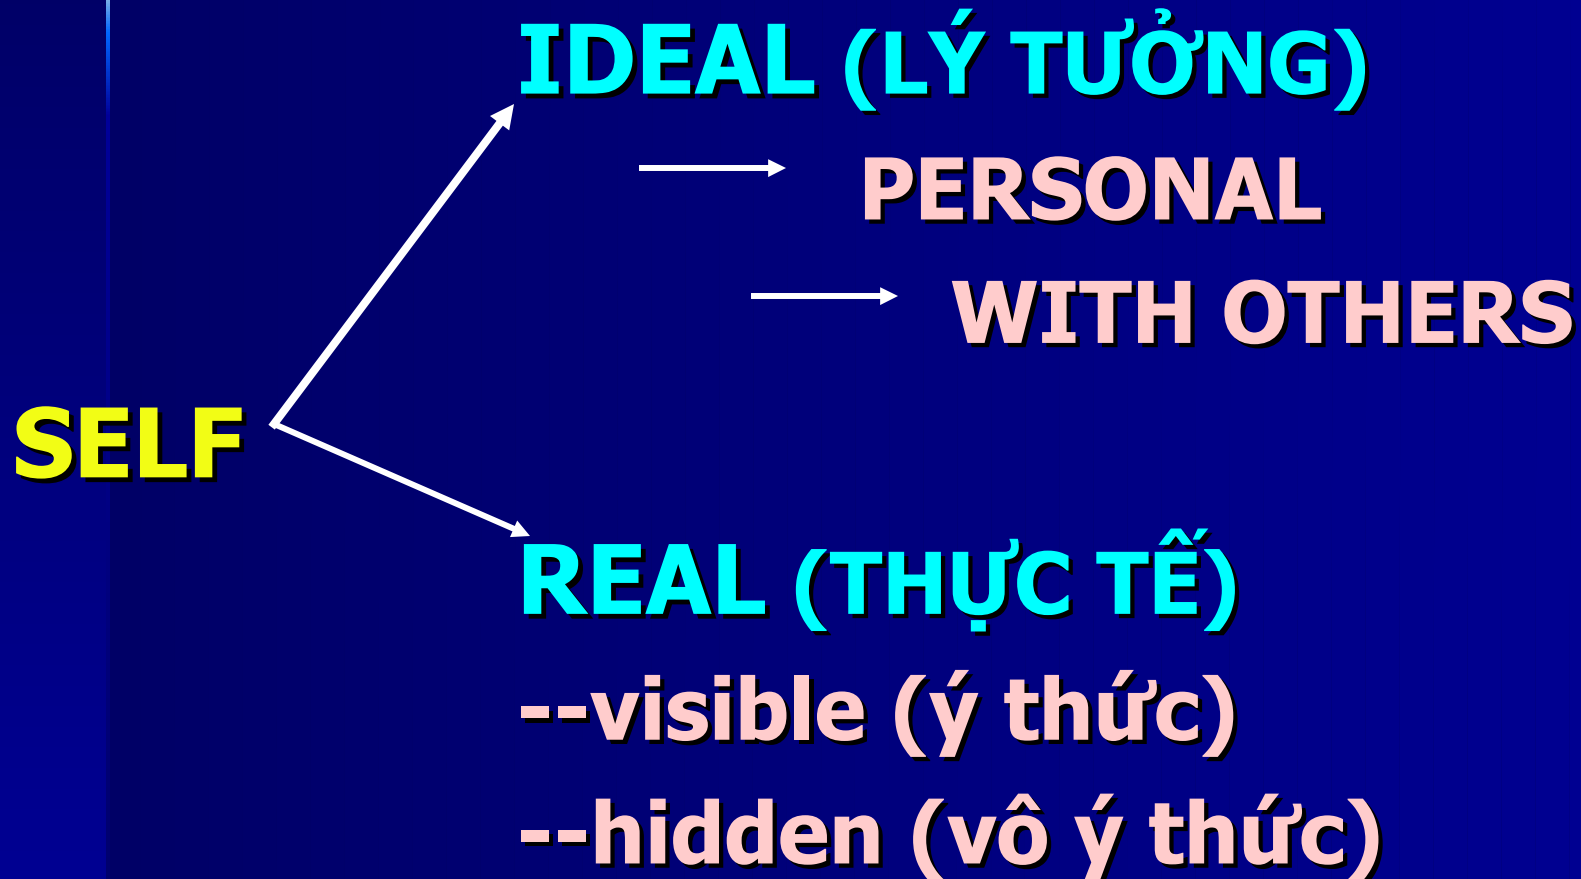 IDEAL (LÝ TƯỞNG)
PERSONAL
WITH OTHERS
SELF
REAL (THỰC TẾ)
--visible (ý thức)
--hidden (vô ý thức)